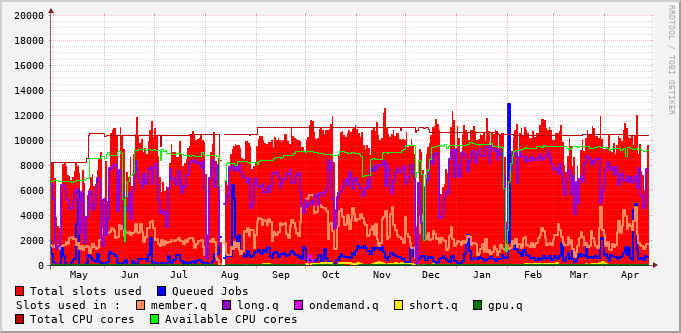 RRDTOOL / TOBI OETIKER
20000
18000
16000
14000
12000
10000
8000
6000
4000
2000
0
May Jun Jul Aug Sep Oct Nov Dec Jan Feb Mar Apr
Total slots used Queued Jobs
Slots used in : member.q long.q ondemand.q short.q gpu.q
Total CPU cores Available CPU cores